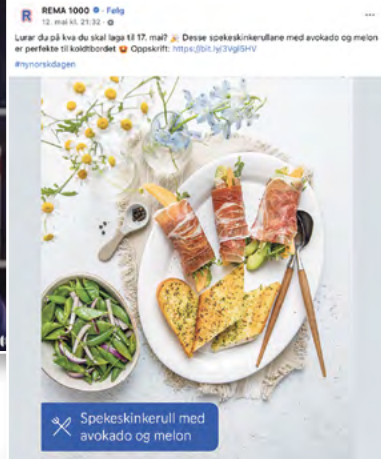 REMA 1000 · Følg
12. mai kl. 21:32 ·
Lurar du på kva du skal laga til 17. mai? 🎉 Desse spekeskinkerullane med avokado og melon
er perfekte til koldtbordet 😍 Oppskrift: https://bit.ly/3Vgl5HV
#nynorskdagen
Spekeskinkerull med
avokado og melon